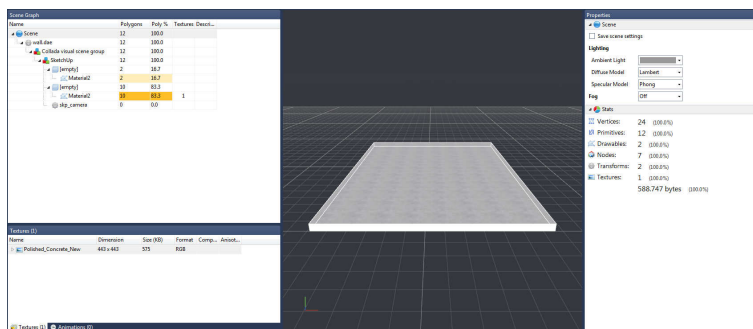 Scene Graph
Name Polygons Poly % Textures Descri...
Scene 12 100.0
wall.dae 12 100.0
Collada visual scene group 12 100.0
SketchUp 12 100.0
[empty] 2 16.7
Material2 2 16.7
[empty] 10 83.3
Material2 10 83.3 1
skp_camera 0 0.0
Textures (1)
Name Dimension Size (KB) Format Comp... Anisot...
Polished_Concrete_New 443 x 443 575 RGB
Textures (1) Animations (0)
Properties
Scene
Save scene settings
Lighting
Ambient Light
Diffuse Model Lambert
Specular Model Phong
Fog Off
Stats
Vertices: 24 (100.0%)
Primitives: 12 (100.0%)
Drawables: 2 (100.0%)
Nodes: 7 (100.0%)
Transforms: 2 (100.0%)
Textures: 1 (100.0%)
588.747 bytes (100.0%)